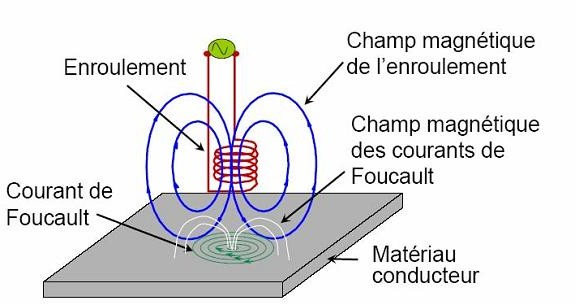 Champ magnétique
de l'enroulement
Enroulement
Champ magnétique
des courants de
Foucault
Courant de
Foucault
Matériau
conducteur